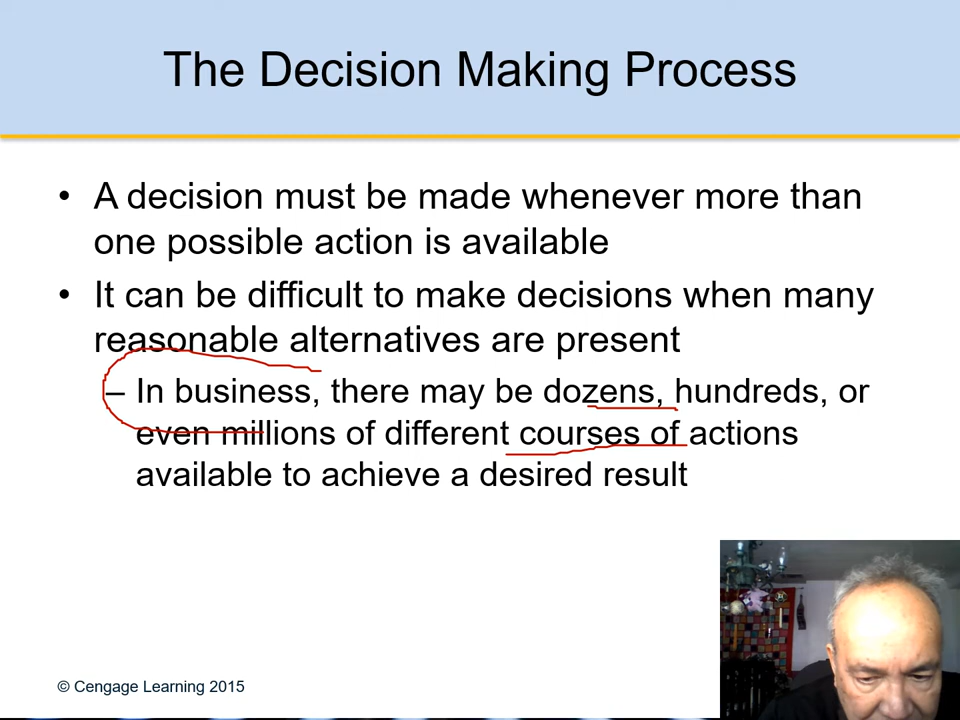 The Decision Making Process
• A decision must be made whenever more than
one possible action is available
• It can be difficult to make decisions when many
reasonable alternatives are present
– In business, there may be dozens, hundreds, or
even millions of different courses of actions
available to achieve a desired result
© Cengage Learning 2015